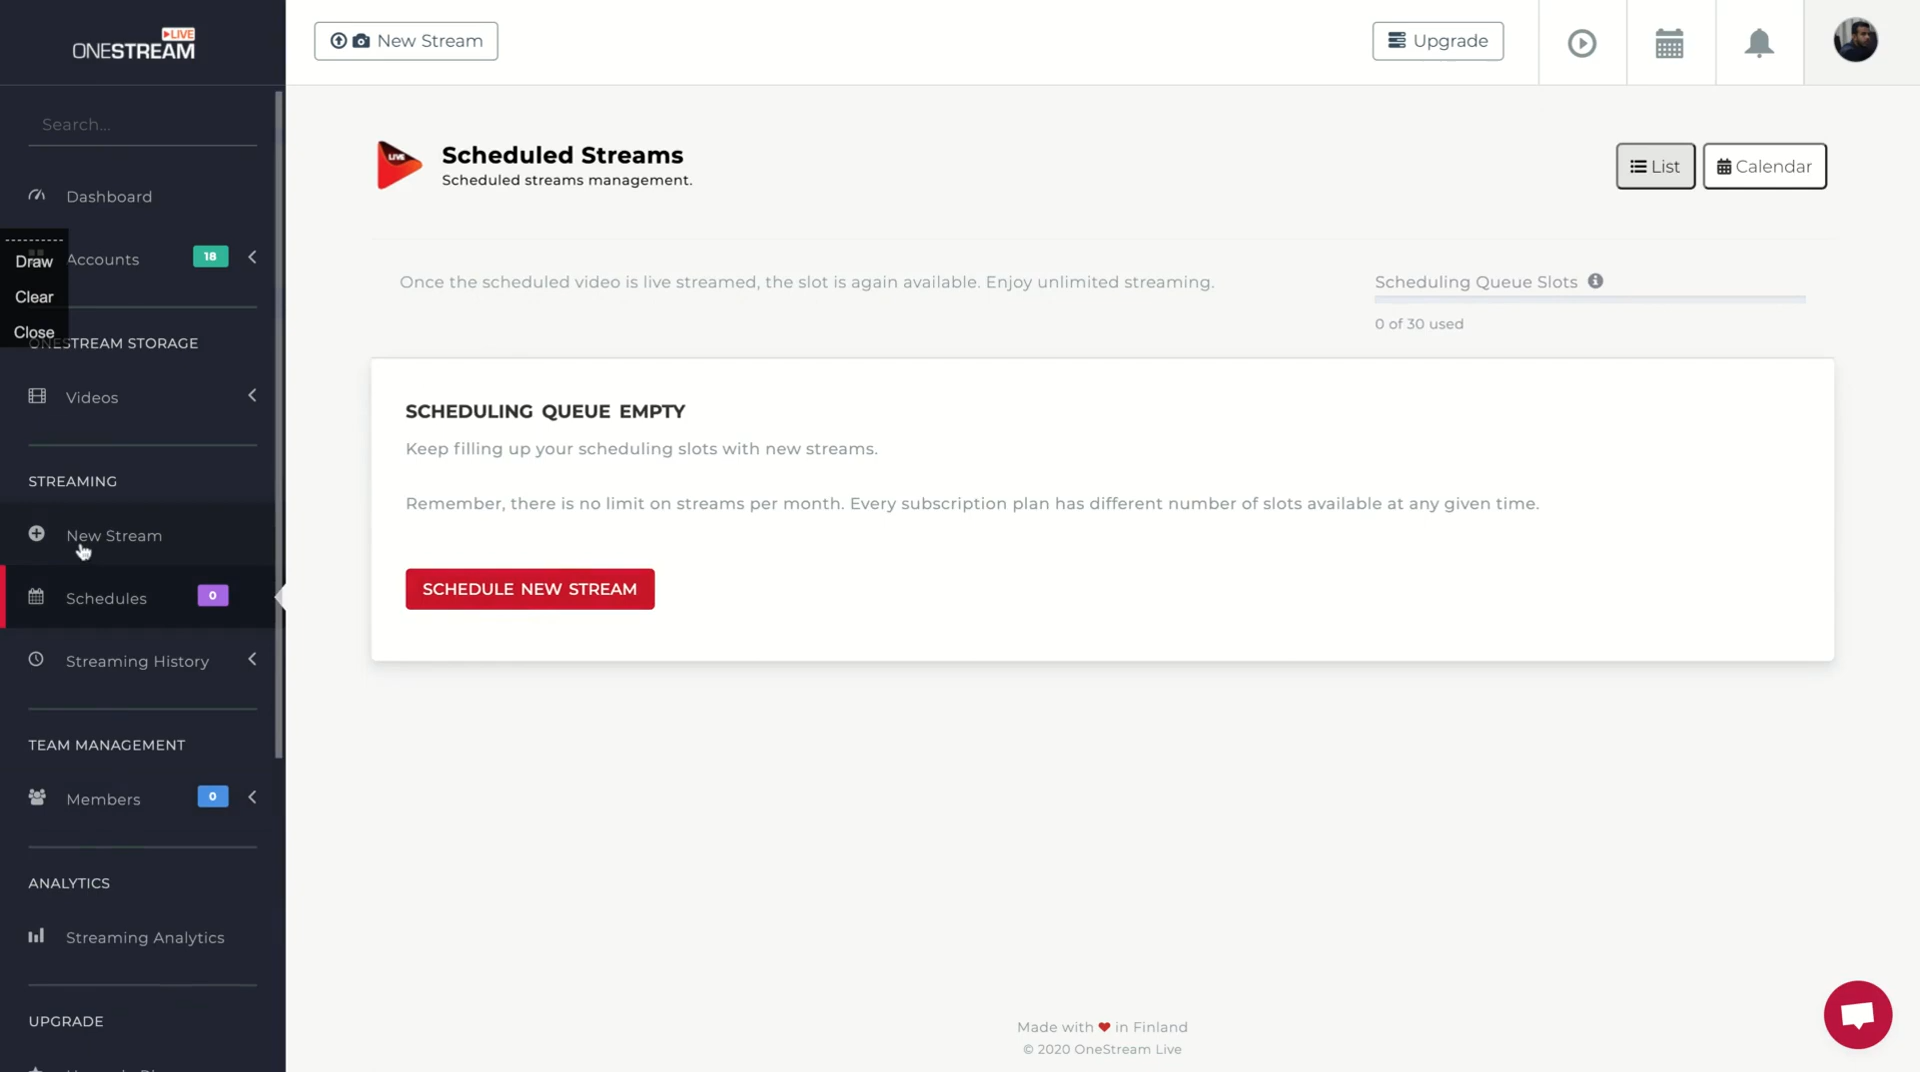 LIVE
ONESTREAM
New Stream
Upgrade
Search...
Dashboard
Accounts 18
Draw
Clear
Close
ONESTREAM STORAGE
Videos
STREAMING
New Stream
Schedules 0
Streaming History
TEAM MANAGEMENT
Members 0
ANALYTICS
Streaming Analytics
UPGRADE
LIVE
Scheduled Streams
Scheduled streams management.
List
Calendar
Once the scheduled video is live streamed, the slot is again available. Enjoy unlimited streaming.
Scheduling Queue Slots
0 of 30 used
SCHEDULING QUEUE EMPTY
Keep filling up your scheduling slots with new streams.
Remember, there is no limit on streams per month. Every subscription plan has different number of slots available at any given time.
SCHEDULE NEW STREAM
Made with ❤ in Finland
© 2020 OneStream Live